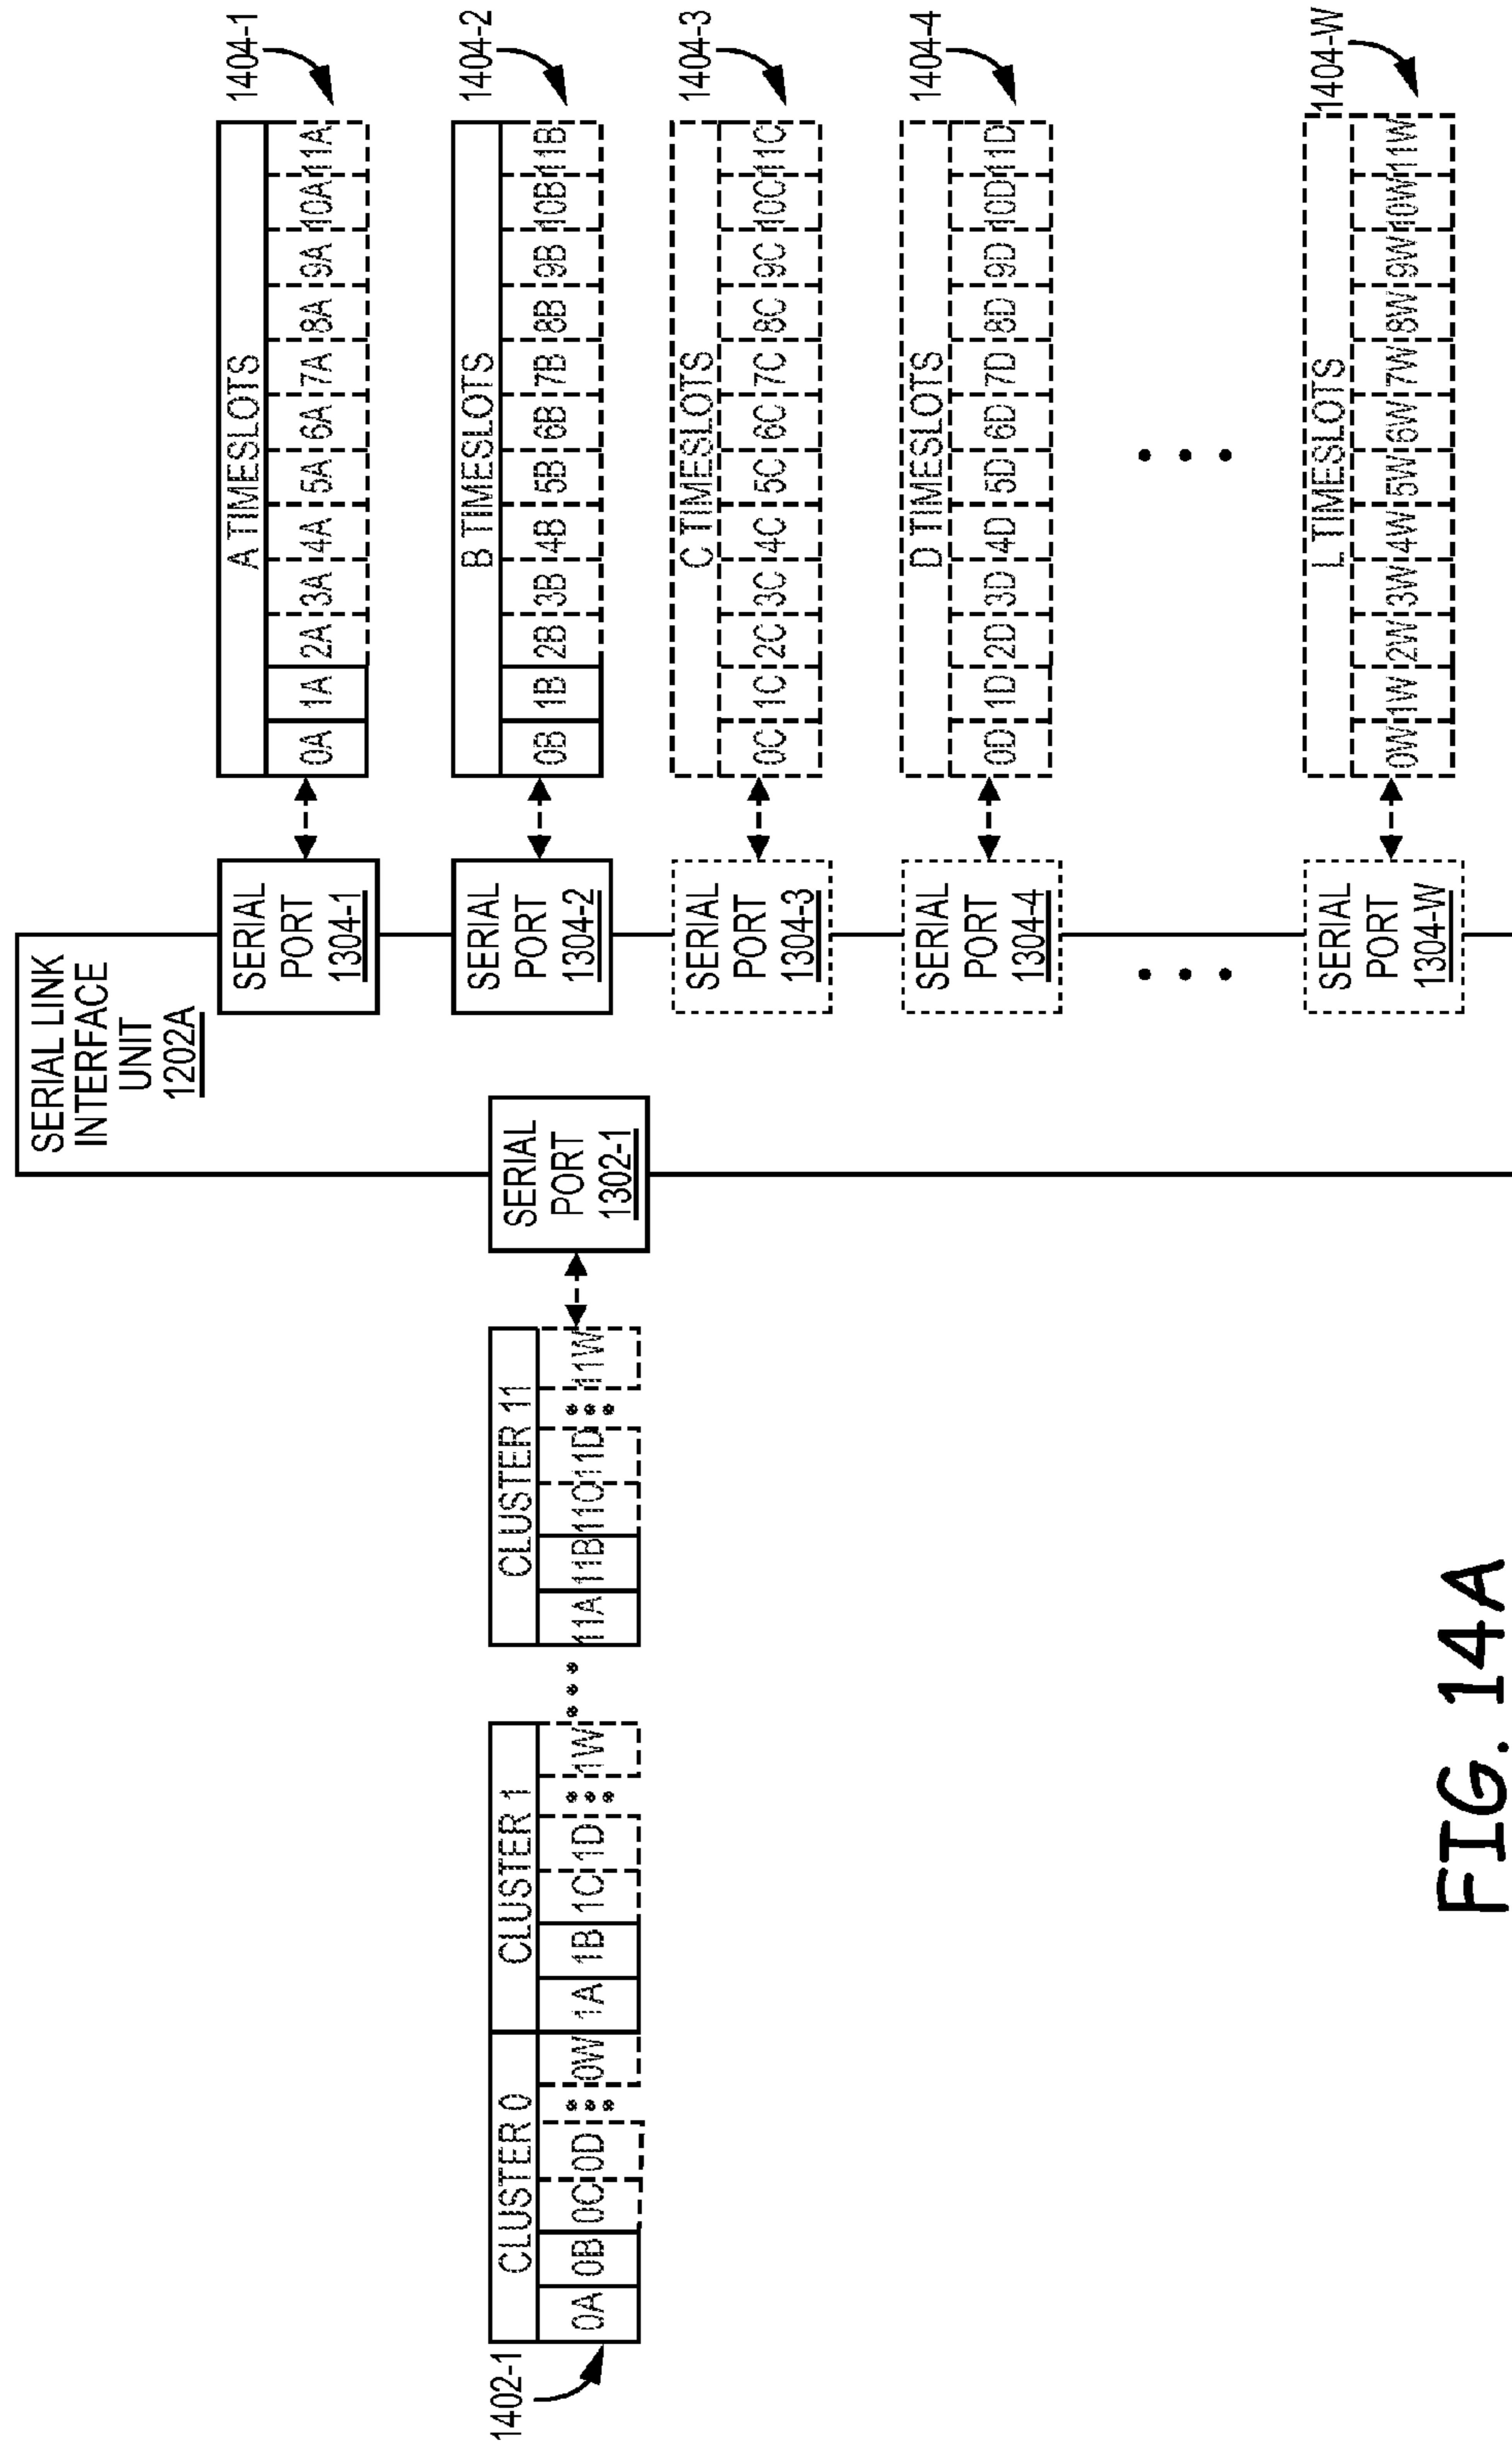 SERIAL LINK
INTERFACE
UNIT
1202A
SERIAL
PORT
1302-1
1402-1
CLUSTER 0
0A 0B 0C 0D 0W
CLUSTER 1
1A 1B 1C 1D 1W
CLUSTER 11
11A 11B 11C 11D 11W
SERIAL
PORT
1304-1
A TIMESLOTS
0A 1A 2A 3A 4A 5A 6A 7A 8A 9A 10A 11A
1404-1
SERIAL
PORT
1304-2
B TIMESLOTS
0B 1B 2B 3B 4B 5B 6B 7B 8B 9B 10B 11B
1404-2
SERIAL
PORT
1304-3
C TIMESLOTS
0C 1C 2C 3C 4C 5C 6C 7C 8C 9C 10C 11C
1404-3
SERIAL
PORT
1304-4
D TIMESLOTS
0D 1D 2D 3D 4D 5D 6D 7D 8D 9D 10D 11D
1404-4
SERIAL
PORT
1304-W
L TIMESLOTS
0W 1W 2W 3W 4W 5W 6W 7W 8W 9W 10W 11W
1404-W
FIG. 14A